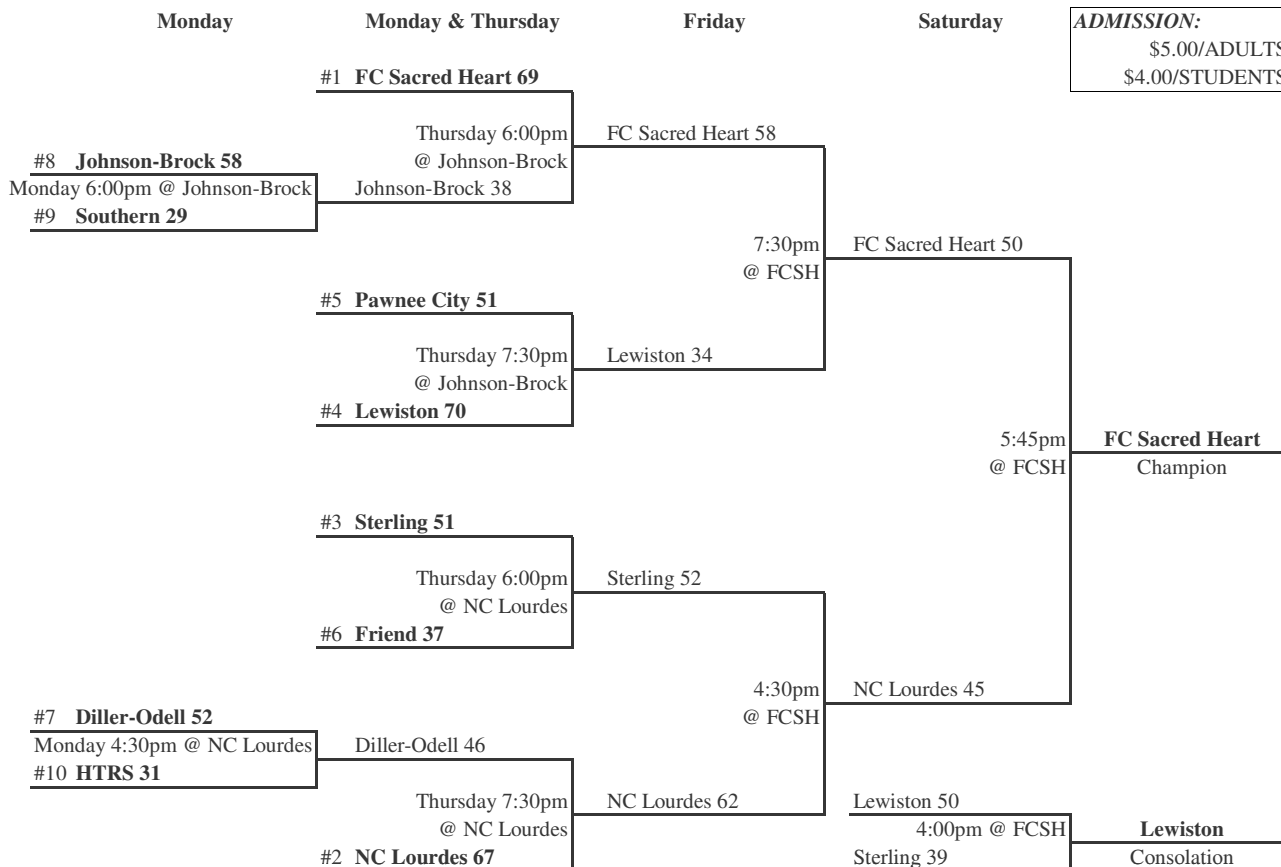 Monday Monday & Thursday Friday Saturday ADMISSION:
$5.00/ADULTS
#1 FC Sacred Heart 69 $4.00/STUDENTS
Thursday 6:00pm FC Sacred Heart 58
#8 Johnson-Brock 58 @ Johnson-Brock
Monday 6:00pm @ Johnson-Brock Johnson-Brock 38
#9 Southern 29
7:30pm FC Sacred Heart 50
@ FCSH
#5 Pawnee City 51
Thursday 7:30pm Lewiston 34
@ Johnson-Brock
#4 Lewiston 70
5:45pm FC Sacred Heart
@ FCSH Champion
#3 Sterling 51
Thursday 6:00pm Sterling 52
@ NC Lourdes
#6 Friend 37
4:30pm NC Lourdes 45
#7 Diller-Odell 52 @ FCSH
Monday 4:30pm @ NC Lourdes Diller-Odell 46
#10 HTRS 31
Thursday 7:30pm NC Lourdes 62 Lewiston 50
@ NC Lourdes 4:00pm @ FCSH Lewiston
#2 NC Lourdes 67 Sterling 39 Consolation